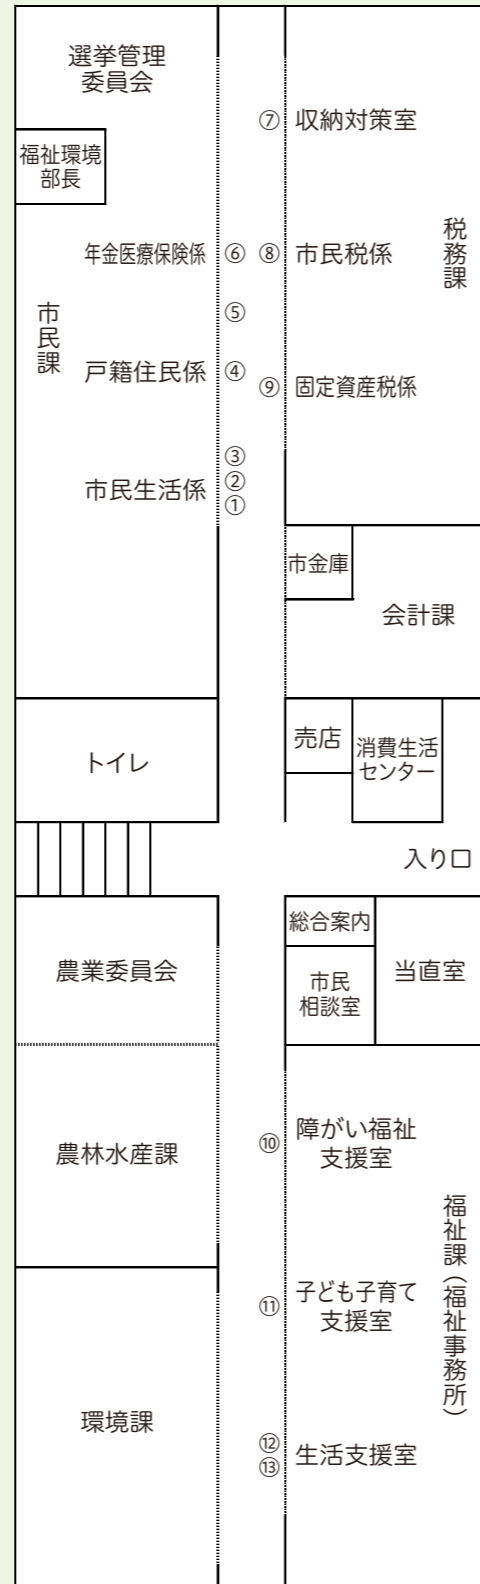 選挙管理
委員会
⑦ 収納対策室
福祉環境
部長
税務課
年金医療保険係 ⑥
⑧ 市民税係
市民課
⑤
戸籍住民係 ④
⑨ 固定資産税係
③
市民生活係 ②
①
市金庫
会計課
トイレ
売店
消費生活
センター
入り口
総合案内
農業委員会
市民
相談室
当直室
農林水産課
⑩ 障がい福祉
支援室
福祉課(福祉事務所)
⑪ 子ども子育て
支援室
環境課
⑫
⑬
生活支援室